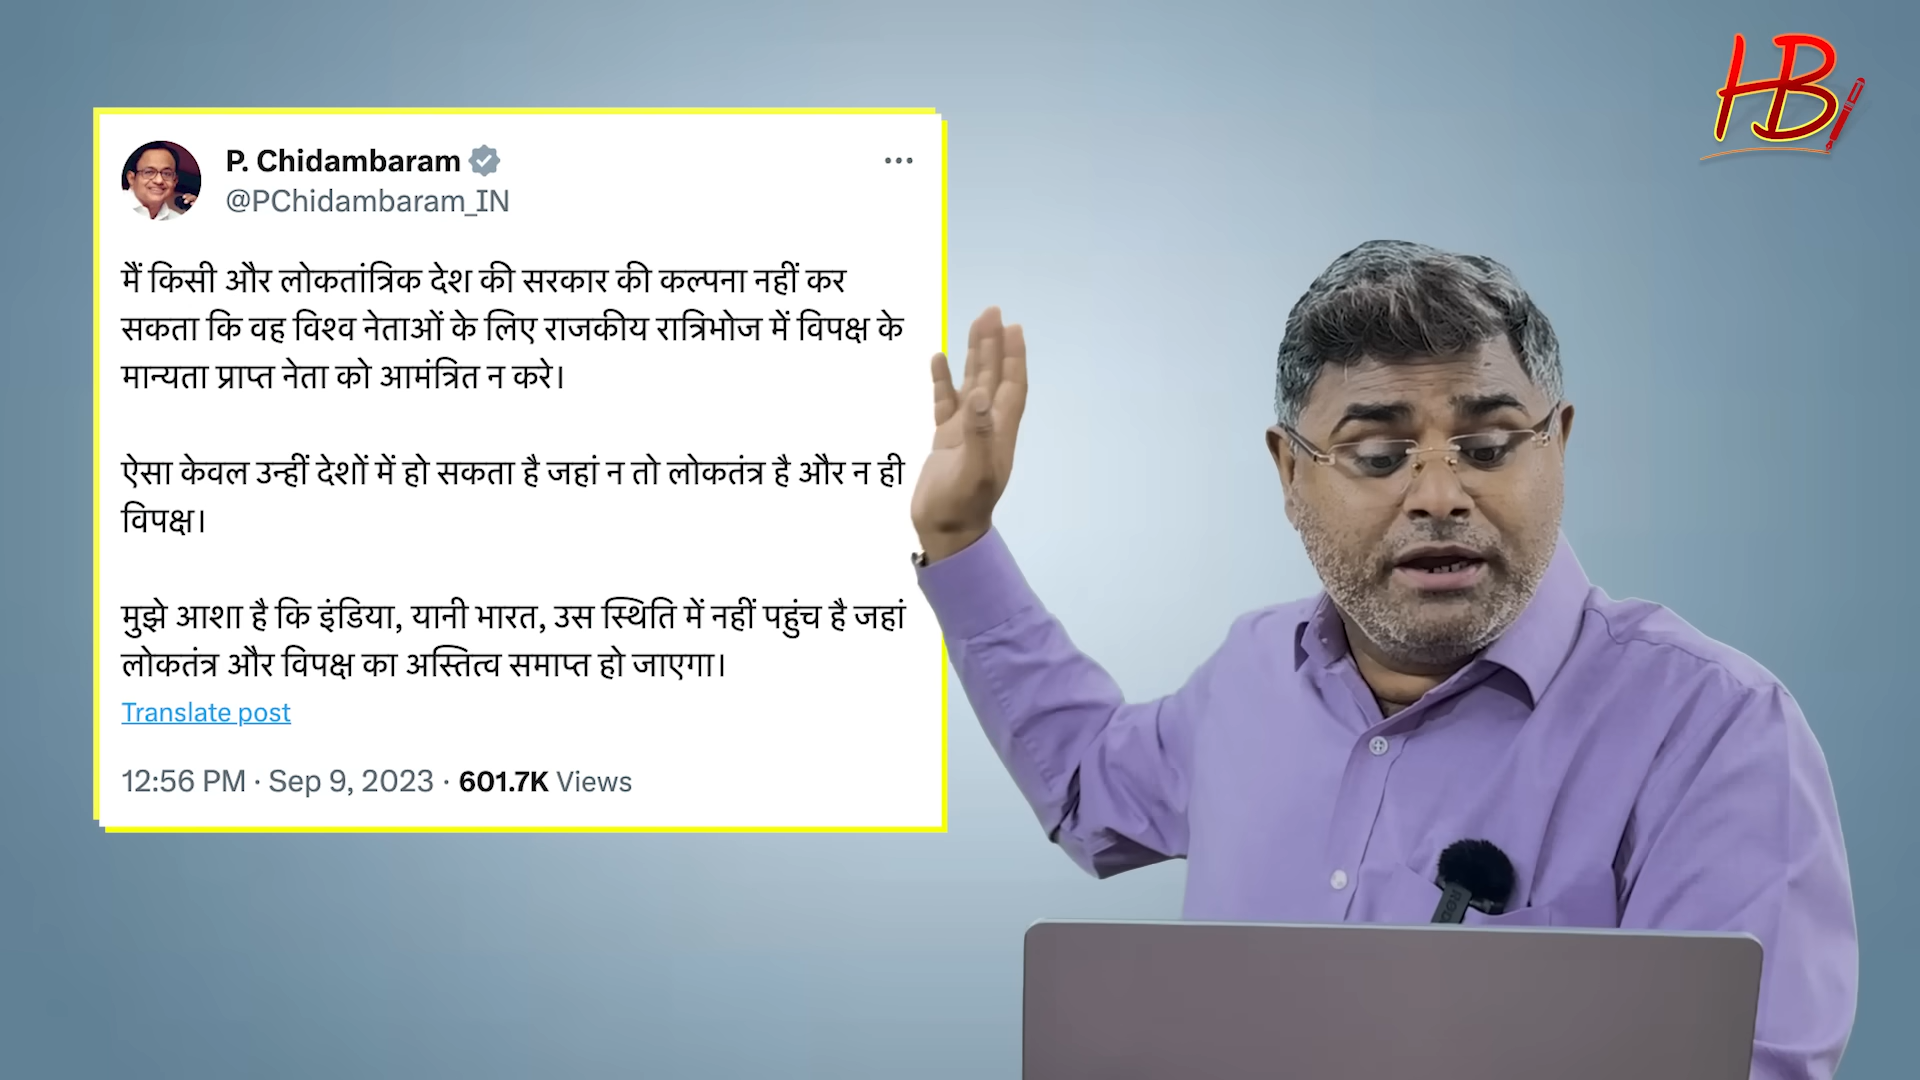 P. Chidambaram
@PChidambaram_IN
मैं किसी और लोकतांत्रिक देश की सरकार की कल्पना नहीं कर
सकता कि वह विश्व नेताओं के लिए राजकीय रात्रिभोज में विपक्ष के
मान्यता प्राप्त नेता को आमंत्रित न करे।
ऐसा केवल उन्हीं देशों में हो सकता है जहां न तो लोकतंत्र है और न ही
विपक्ष।
मुझे आशा है कि इंडिया, यानी भारत, उस स्थिति में नहीं पहुंच है जहां
लोकतंत्र और विपक्ष का अस्तित्व समाप्त हो जाएगा।
Translate post
12:56 PM · Sep 9, 2023 · 601.7K Views
HB
RODE